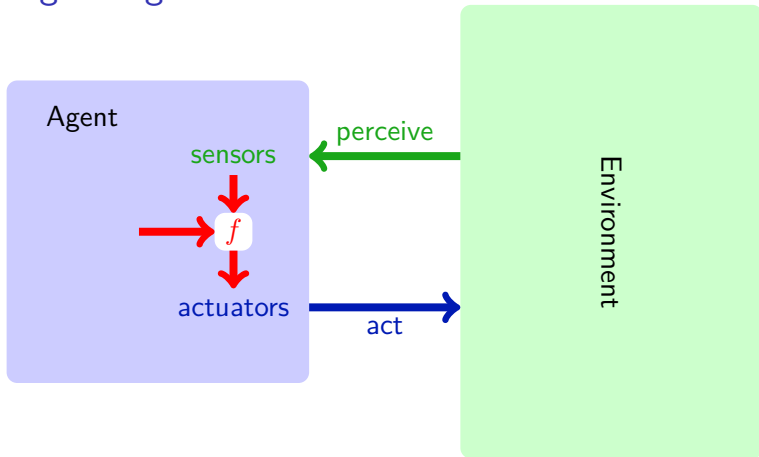 Agent
perceive
sensors
f
actuators
act
Environment